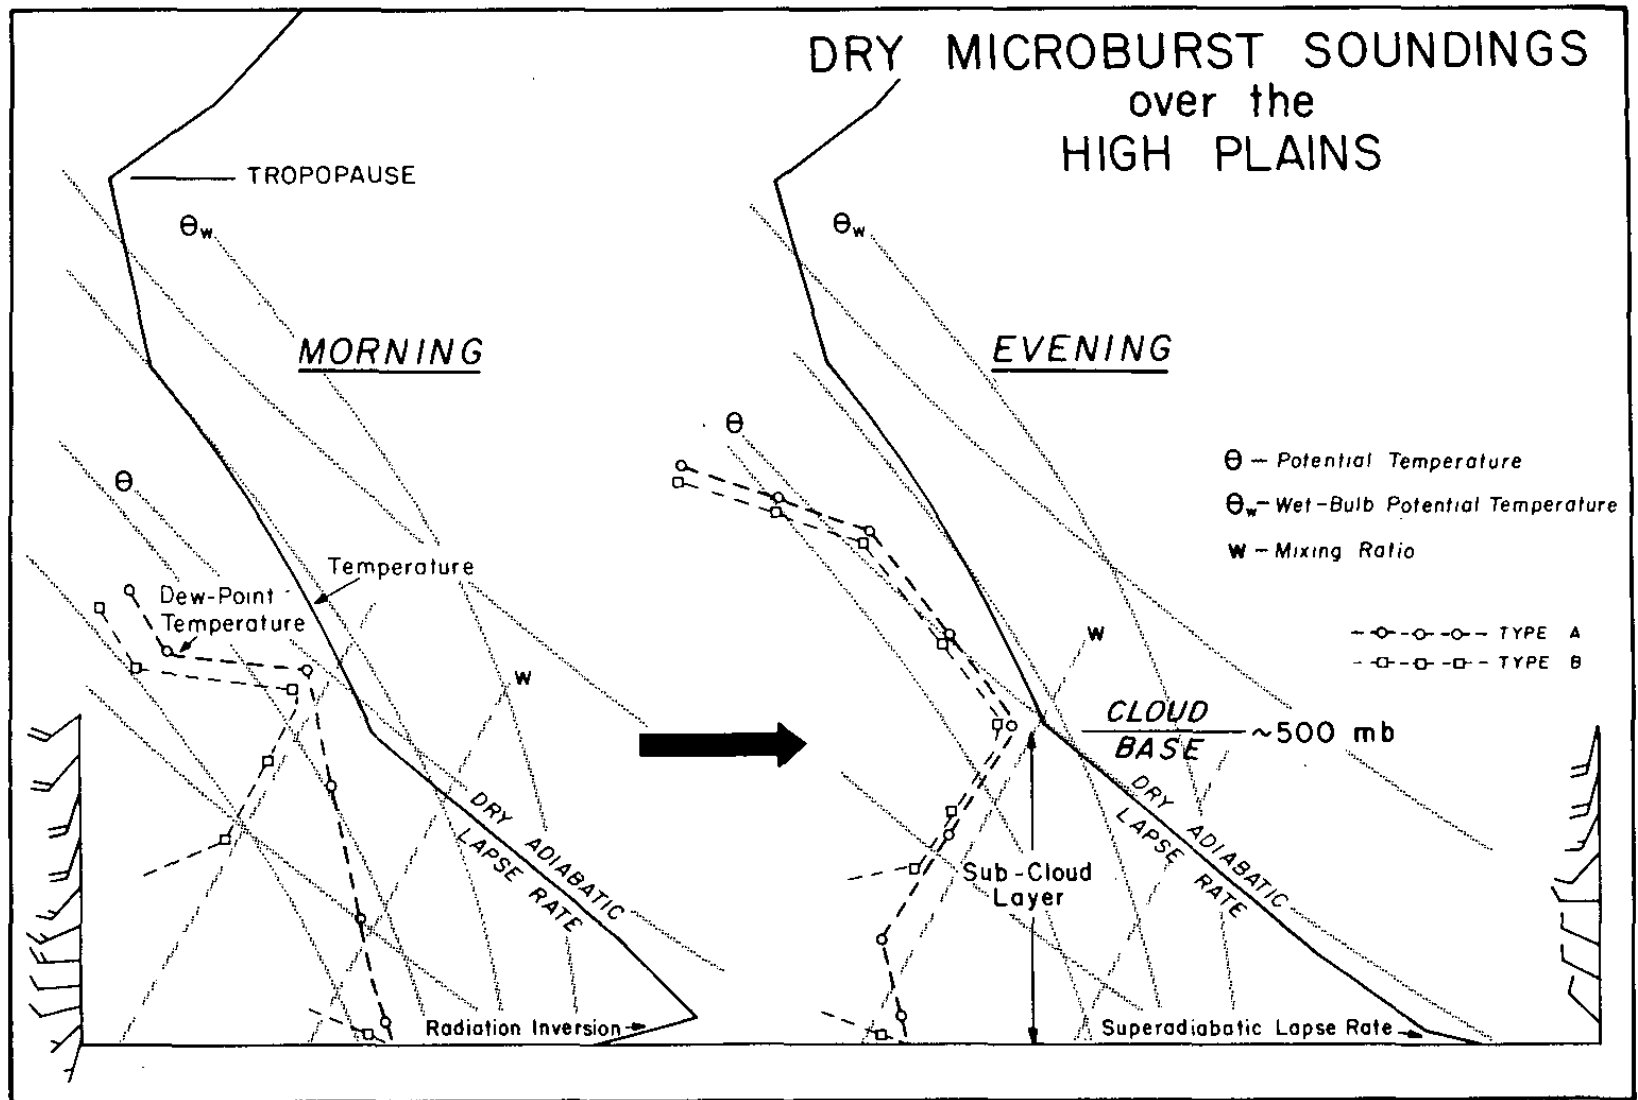 DRY MICROBURST SOUNDINGS
over the
HIGH PLAINS
TROPOPAUSE
θw
θw
MORNING
EVENING
θ
θ
θ – Potential Temperature
θw – Wet-Bulb Potential Temperature
W – Mixing Ratio
Temperature
Dew-Point
Temperature
W
W
TYPE A
TYPE B
CLOUD
BASE
~500 mb
DRY ADIABATIC
LAPSE RATE
DRY ADIABATIC
LAPSE RATE
Sub-Cloud
Layer
Radiation Inversion
Superadiabatic Lapse Rate